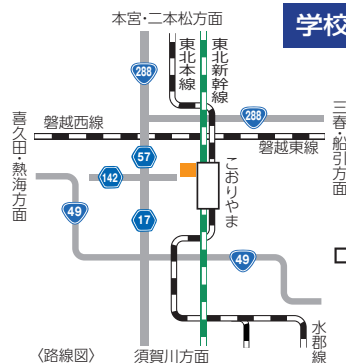 本宮・二本松方面
学校
東北本線
東北新幹線
288
288
喜久田・熱海方面
磐越西線
磐越東線
三春・船引方面
57
142
こおりやま
49
17
49
水郡線
〈路線図〉
須賀川方面